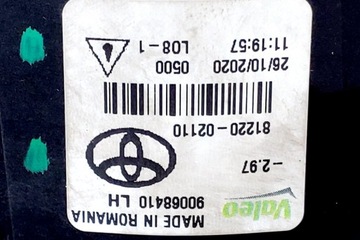 Valeo
MADE IN ROMANIA
90068410 LH
-2.97
81220-02110
0500
L08-1
26/10/2020
11:19:57